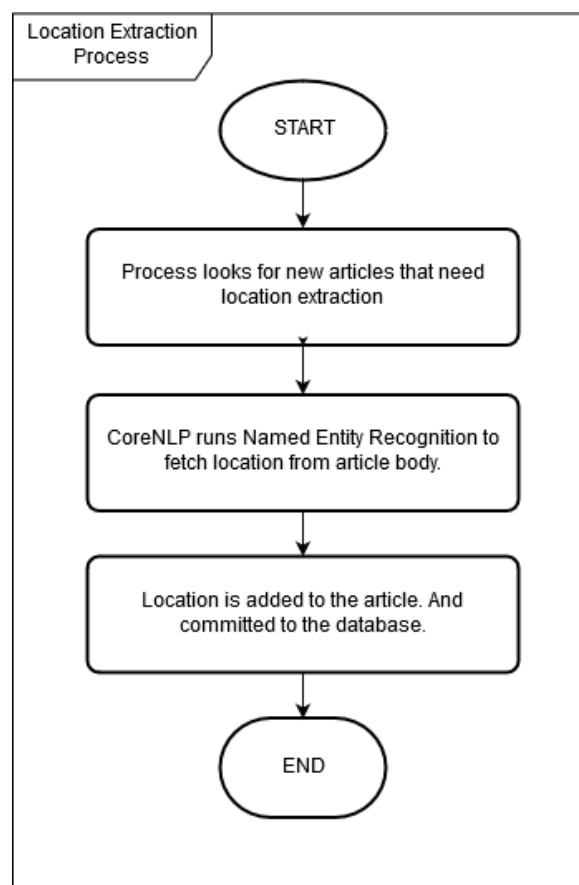 Location Extraction
Process
START
Process looks for new articles that need
location extraction
CoreNLP runs Named Entity Recognition to
fetch location from article body.
Location is added to the article. And
committed to the database.
END